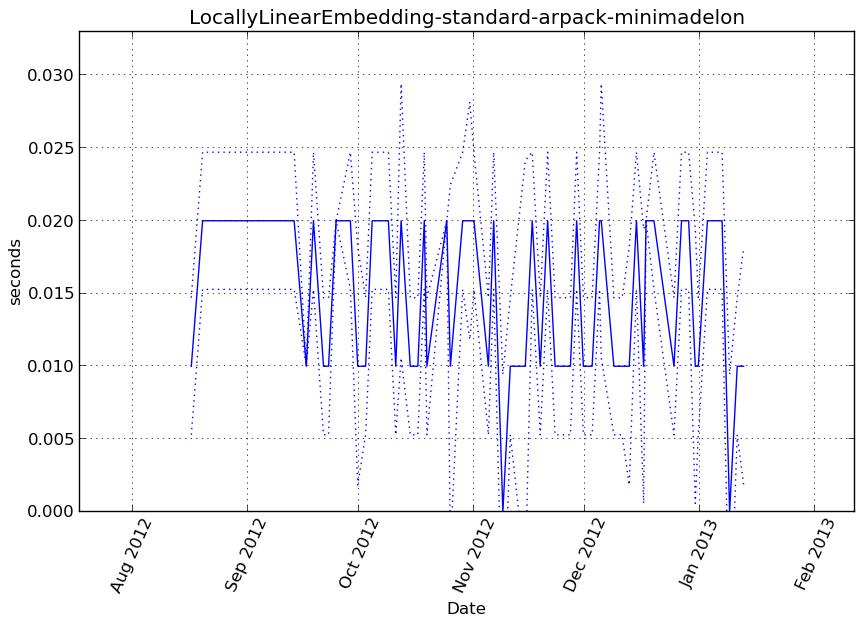 LocallyLinearEmbedding-standard-arpack-minimadelon
0.030
0.025
0.020
0.015
0.010
0.005
0.000
seconds
Aug 2012
Sep 2012
Oct 2012
Nov 2012
Dec 2012
Jan 2013
Feb 2013
Date